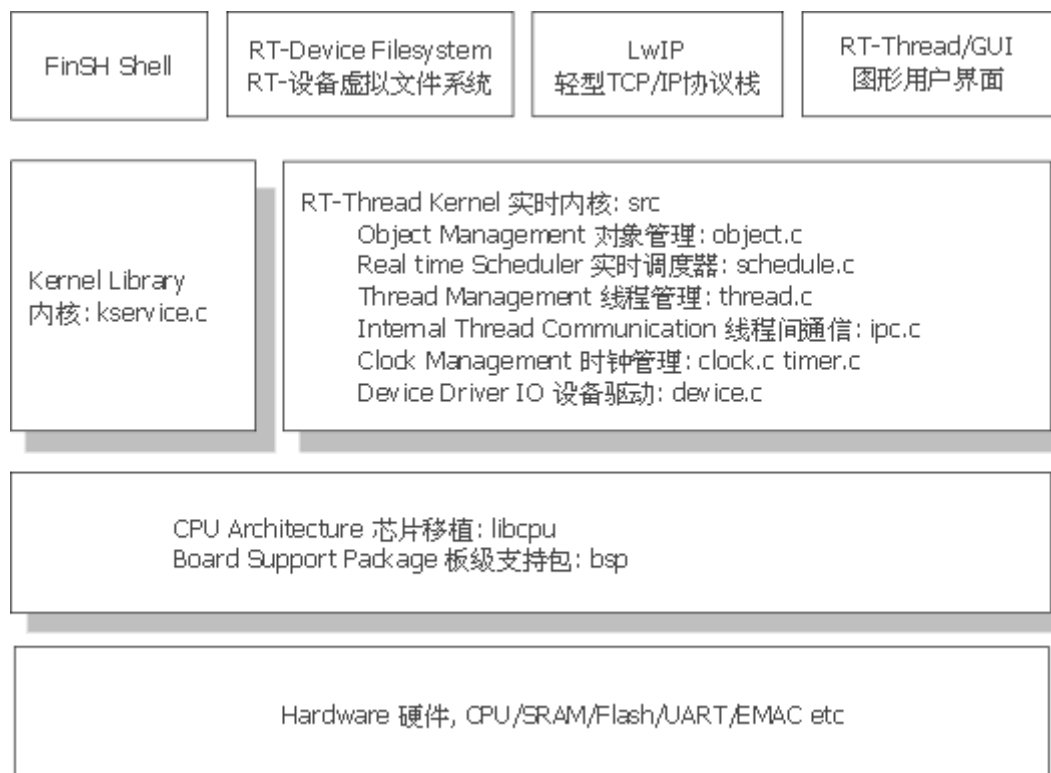 FinSH Shell
RT-Device Filesystem
RT-设备虚拟文件系统
LwIP
轻型TCP/IP协议栈
RT-Thread/GUI
图形用户界面
Kernel Library
内核: kservice.c
RT-Thread Kernel 实时内核: src
Object Management 对象管理: object.c
Real time Scheduler 实时调度器: schedule.c
Thread Management 线程管理: thread.c
Internal Thread Communication 线程间通信: ipc.c
Clock Management 时钟管理: clock.c timer.c
Device Driver IO 设备驱动: device.c
CPU Architecture 芯片移植: libcpu
Board Support Package 板级支持包: bsp
Hardware 硬件, CPU/SRAM/Flash/UART/EMAC etc